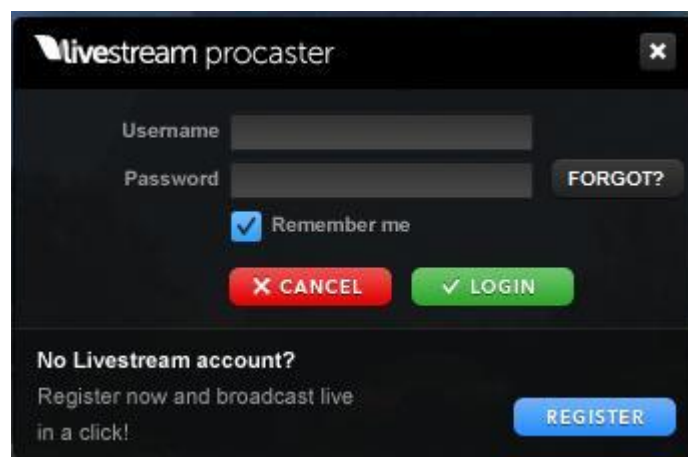 livestream procaster
Username
Password
FORGOT?
Remember me
CANCEL
LOGIN
No Livestream account?
Register now and broadcast live
in a click!
REGISTER